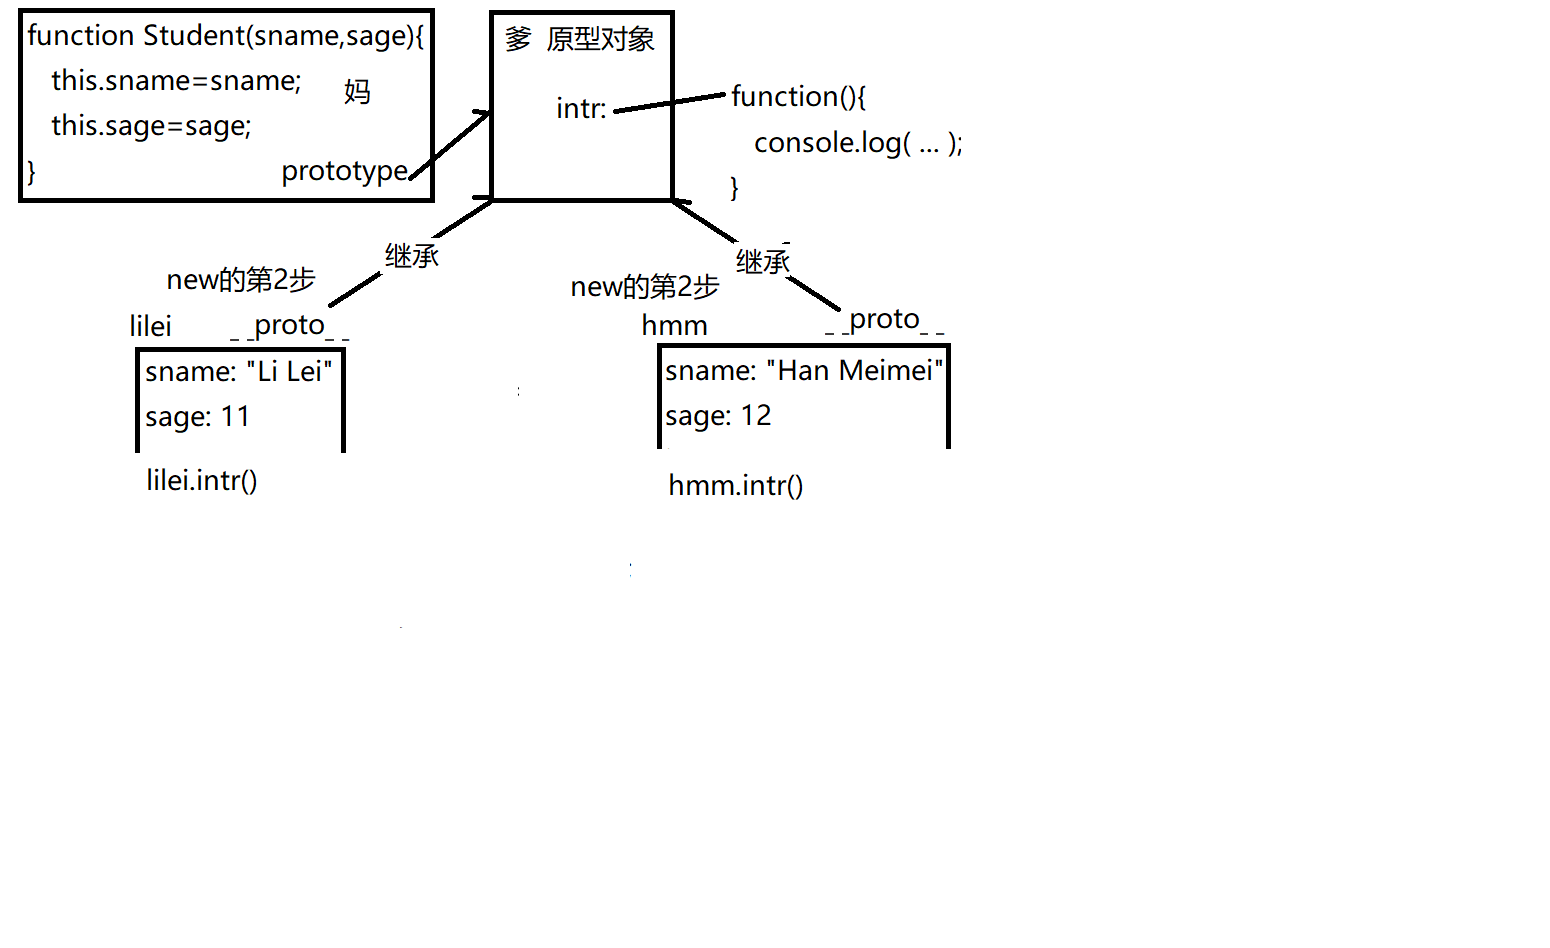 function Student(sname,sage){
this.sname=sname;
妈
this.sage=sage;
}
prototype
爹 原型对象
intr:
function(){
console.log( ... );
}
继承
继承
new的第2步
new的第2步
lilei
_ _proto_ _
hmm
_ _proto_ _
sname: "Li Lei"
sage: 11
sname: "Han Meimei"
sage: 12
lilei.intr()
hmm.intr()